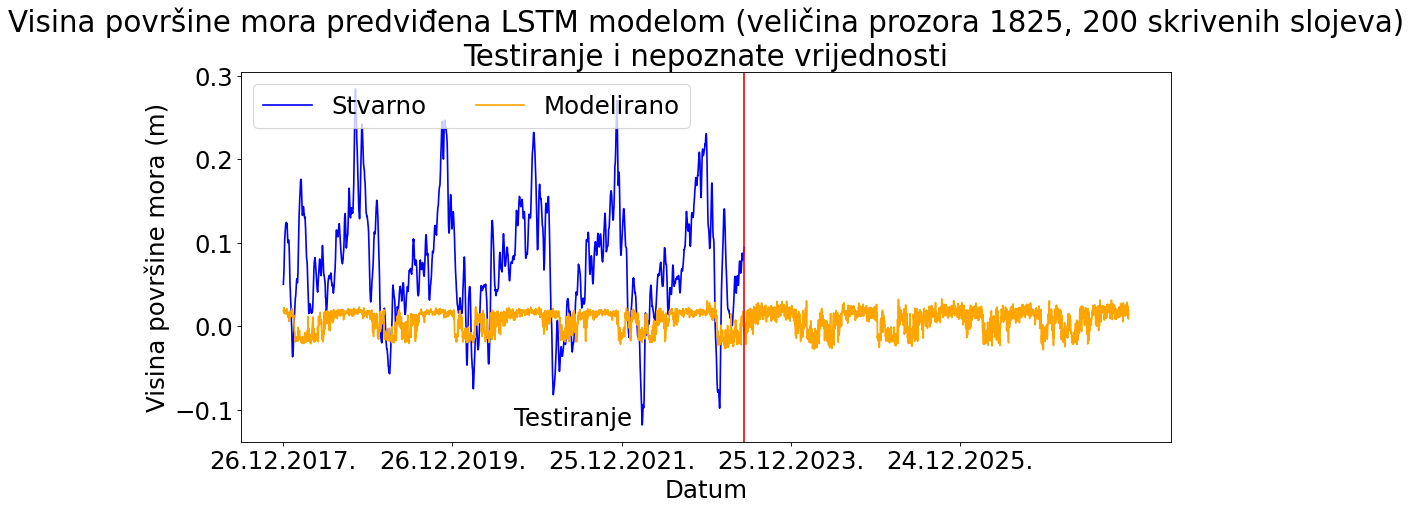 Visina površine mora predviđena LSTM modelom (veličina prozora 1825, 200 skrivenih slojeva)
Testiranje i nepoznate vrijednosti
Stvarno
Modelirano
Visina površine mora (m)
0.3
0.2
0.1
0.0
−0.1
Testiranje
26.12.2017.
26.12.2019.
25.12.2021.
25.12.2023.
24.12.2025.
Datum